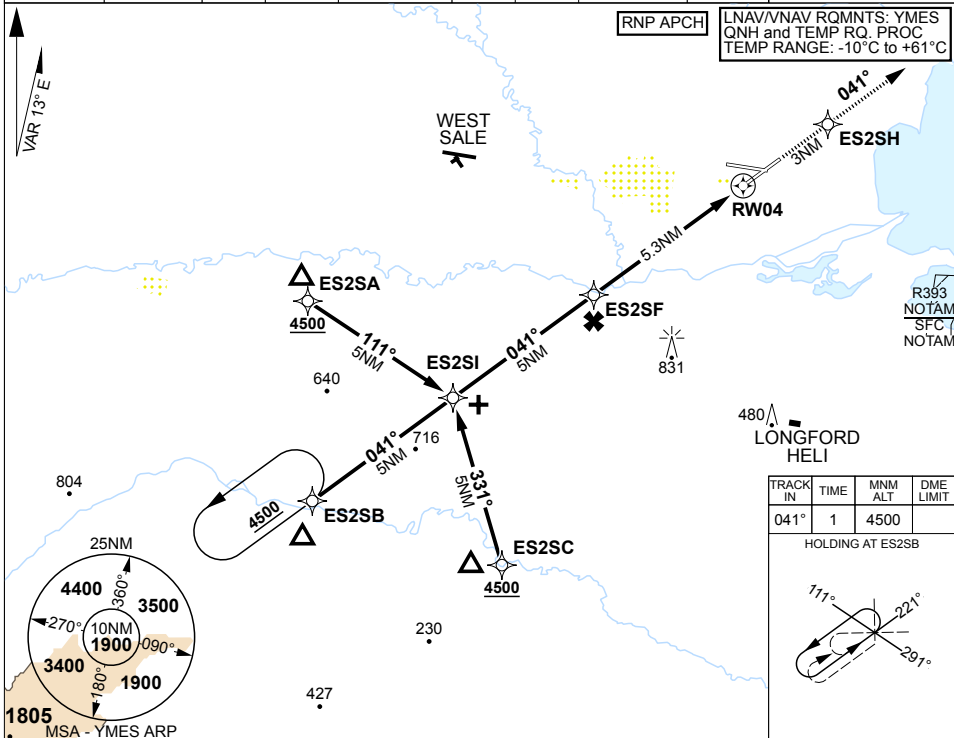 RNP APCH
LNAV/VNAV RQMNTS: YMES
QNH and TEMP RQ. PROC
TEMP RANGE: -10°C to +61°C
VAR 13° E
WEST
SALE
041°
ES2SH
3NM
RW04
5.3NM
ES2SA
4500
111°
5NM
ES2SF
R393
NOTAM
SFC
NOTAM
041°
5NM
ES2SI
831
640
716
041°
5NM
480
LONGFORD
HELI
331°
5NM
804
4500
ES2SB
ES2SC
4500
TRACK IN
TIME
MNM ALT
DME LIMIT
041°
1
4500
HOLDING AT ES2SB
111°
221°
291°
25NM
4400
360°
3500
270°
10NM
1900
090°
3400
180°
1900
230
427
1805
MSA - YMES ARP